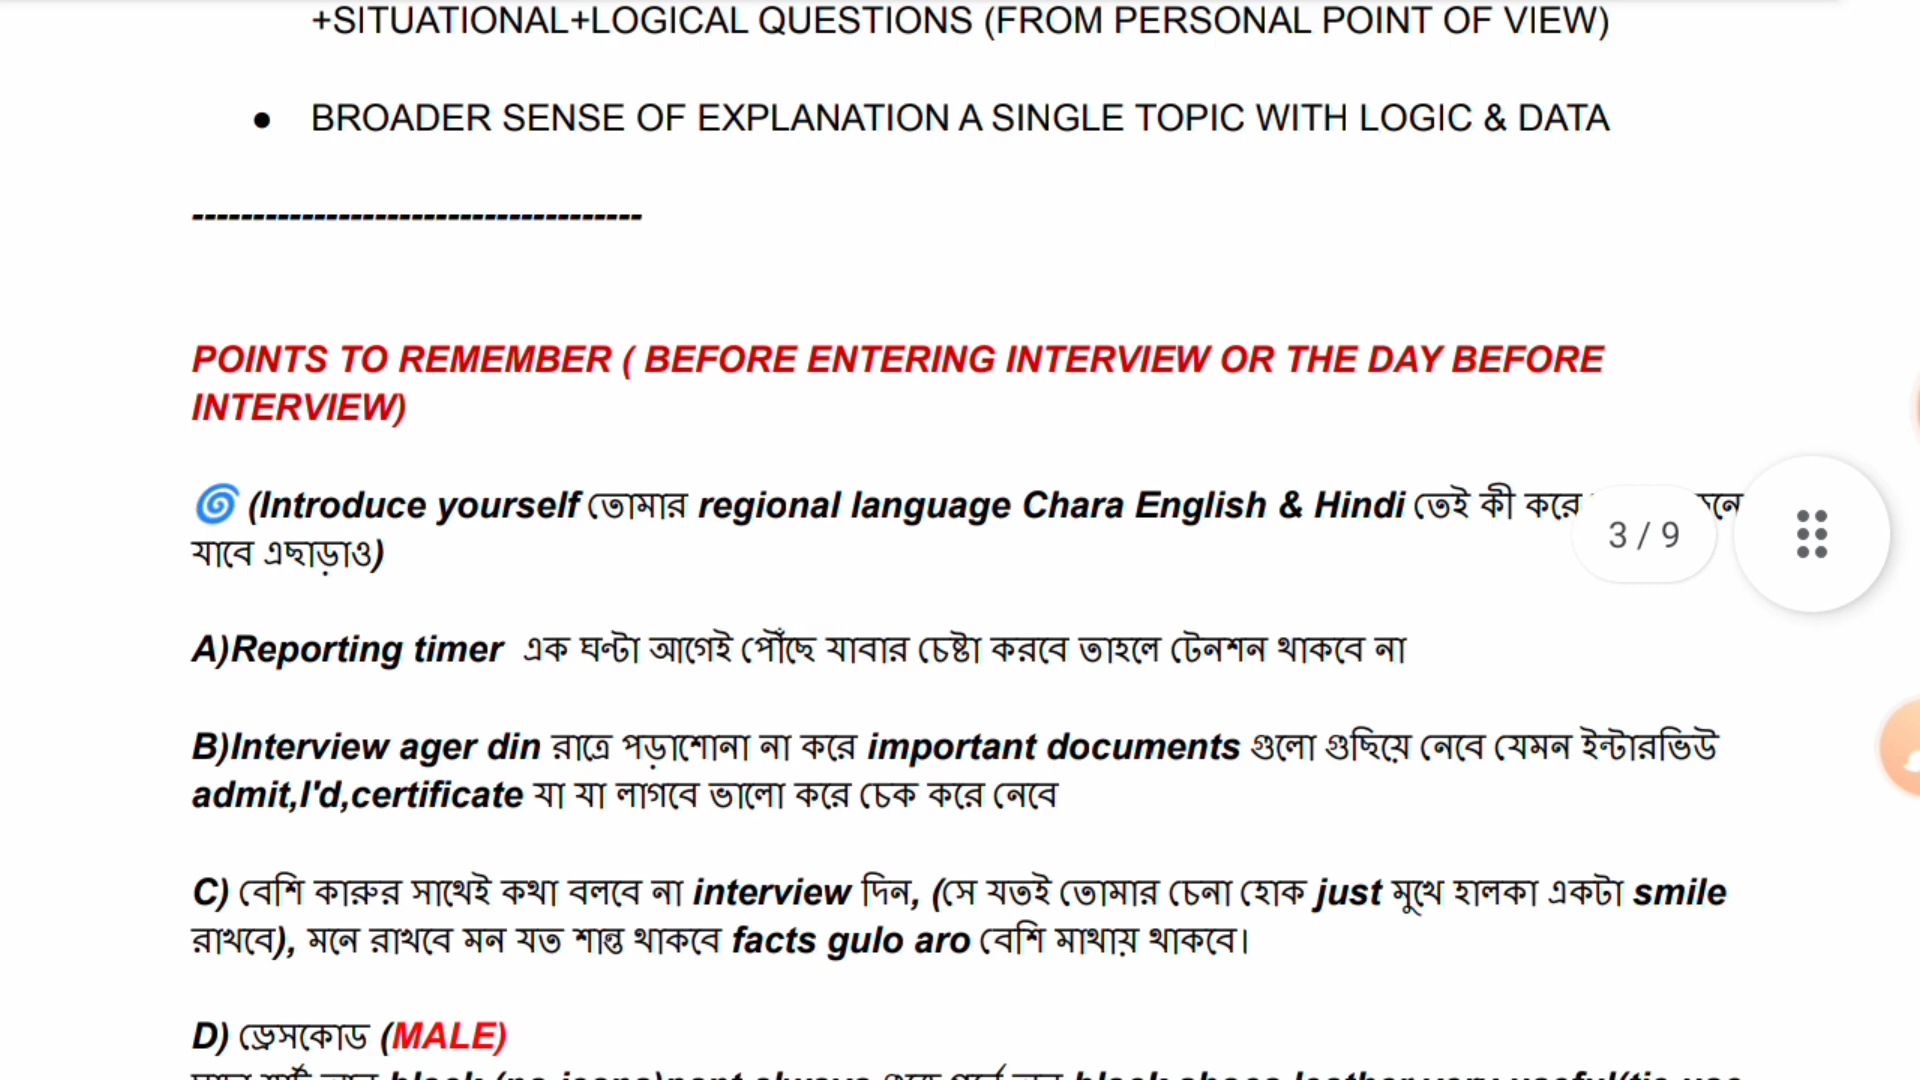 +SITUATIONAL+LOGICAL QUESTIONS (FROM PERSONAL POINT OF VIEW)
● BROADER SENSE OF EXPLANATION A SINGLE TOPIC WITH LOGIC & DATA
-------------------------------------
POINTS TO REMEMBER ( BEFORE ENTERING INTERVIEW OR THE DAY BEFORE
INTERVIEW)
🌀 (Introduce yourself তোমার regional language Chara English & Hindi তেই কী করে
যাবে এছাড়াও)
3 / 9
A)Reporting timer এক ঘন্টা আগেই পৌঁছে যাবার চেষ্টা করবে তাহলে টেনশন থাকবে না
B)Interview ager din রাত্রে পড়াশোনা না করে important documents গুলো গুছিয়ে নেবে যেমন ইন্টারভিউ
admit,I'd,certificate যা যা লাগবে ভালো করে চেক করে নেবে
C) বেশি কারুর সাথেই কথা বলবে না interview দিন, (সে যতই তোমার চেনা হোক just মুখে হালকা একটা smile
রাখবে), মনে রাখবে মন যত শান্ত থাকবে facts gulo aro বেশি মাথায় থাকবে।
D) ড্রেসকোড (MALE)